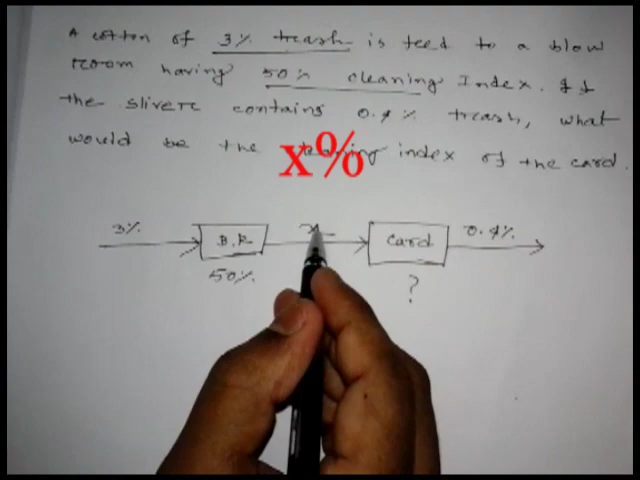 A cotton of 3% trash is feed to a blow
room having 50% cleaning Index. If
the sliver contains 0.4% trash, what
would be the cleaning index of the card.
x%
3% B.R x Card 0.4%
50% ?